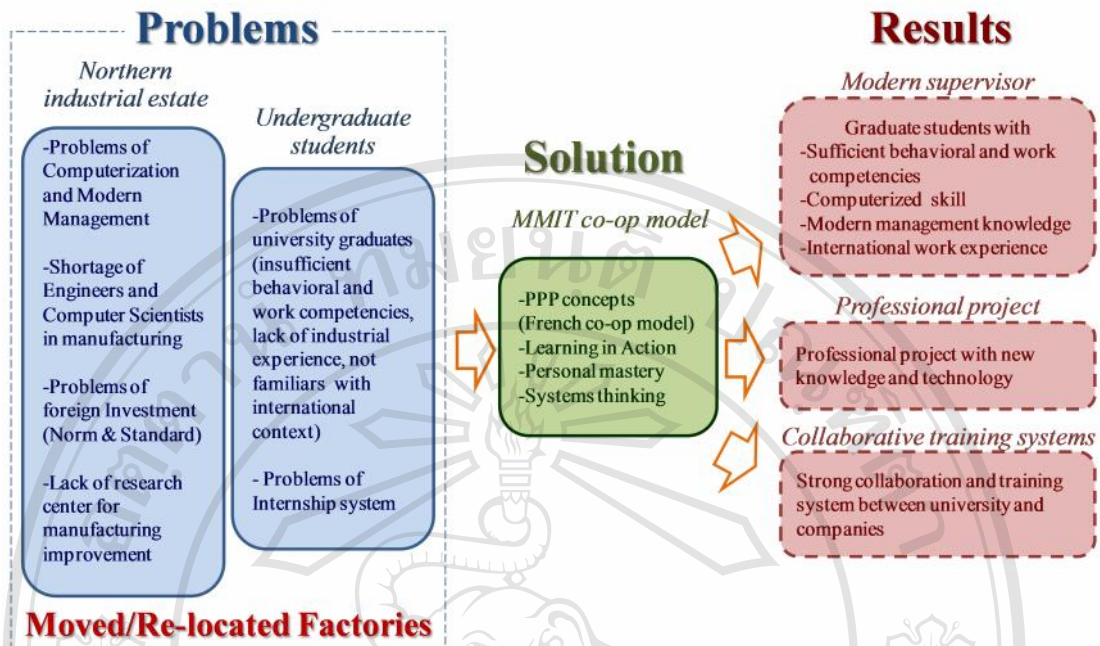 Problems
Northern
industrial estate
-Problems of
Computerization
and Modern
Management
-Shortage of
Engineers and
Computer Scientists
in manufacturing
-Problems of
foreign Investment
(Norm & Standard)
-Lack of research
center for
manufacturing
improvement
Undergraduate
students
-Problems of
university graduates
(insufficient
behavioral and
work competencies,
lack of industrial
experience, not
familiars with
international
context)
- Problems of
Internship system
Moved/Re-located Factories
Solution
MMIT co-op model
-PPP concepts
(French co-op model)
-Learning in Action
-Personal mastery
-Systems thinking
Results
Modern supervisor
Graduate students with
-Sufficient behavioral and work
competencies
-Computerized skill
-Modern management knowledge
-International work experience
Professional project
Professional project with new
knowledge and technology
Collaborative training systems
Strong collaboration and training
system between university and
companies